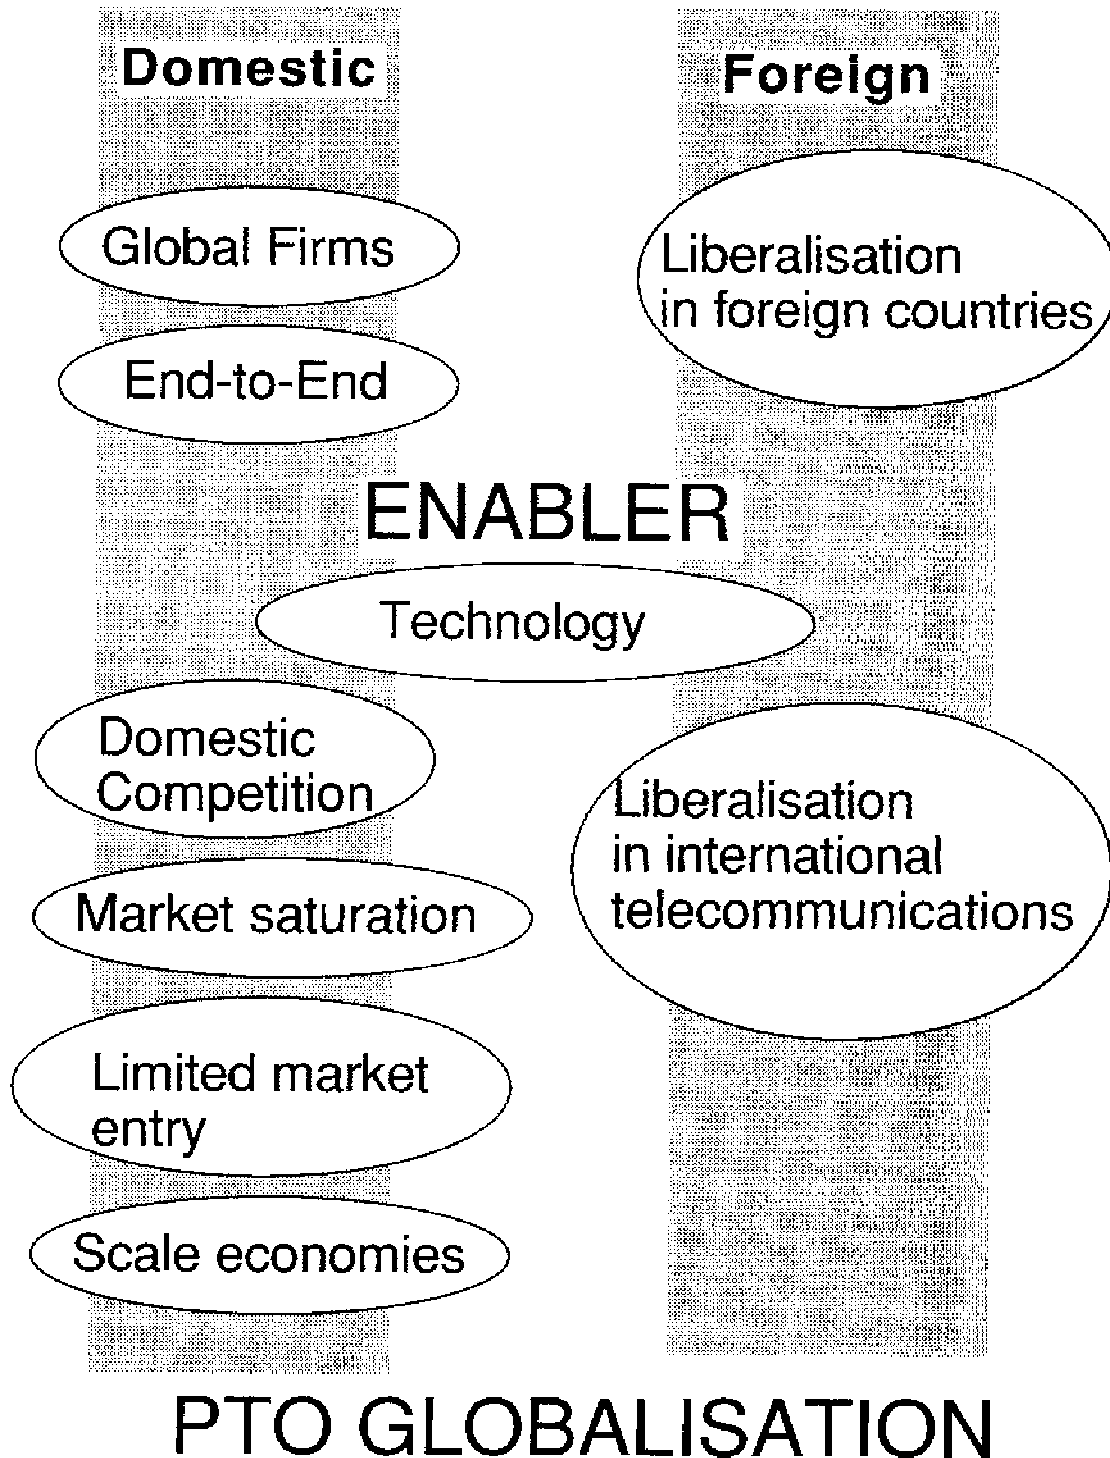 Domestic
Foreign
Global Firms
End-to-End
Liberalisation
in foreign countries
ENABLER
Technology
Domestic
Competition
Market saturation
Limited market
entry
Scale economies
Liberalisation
in international
telecommunications
PTO GLOBALISATION